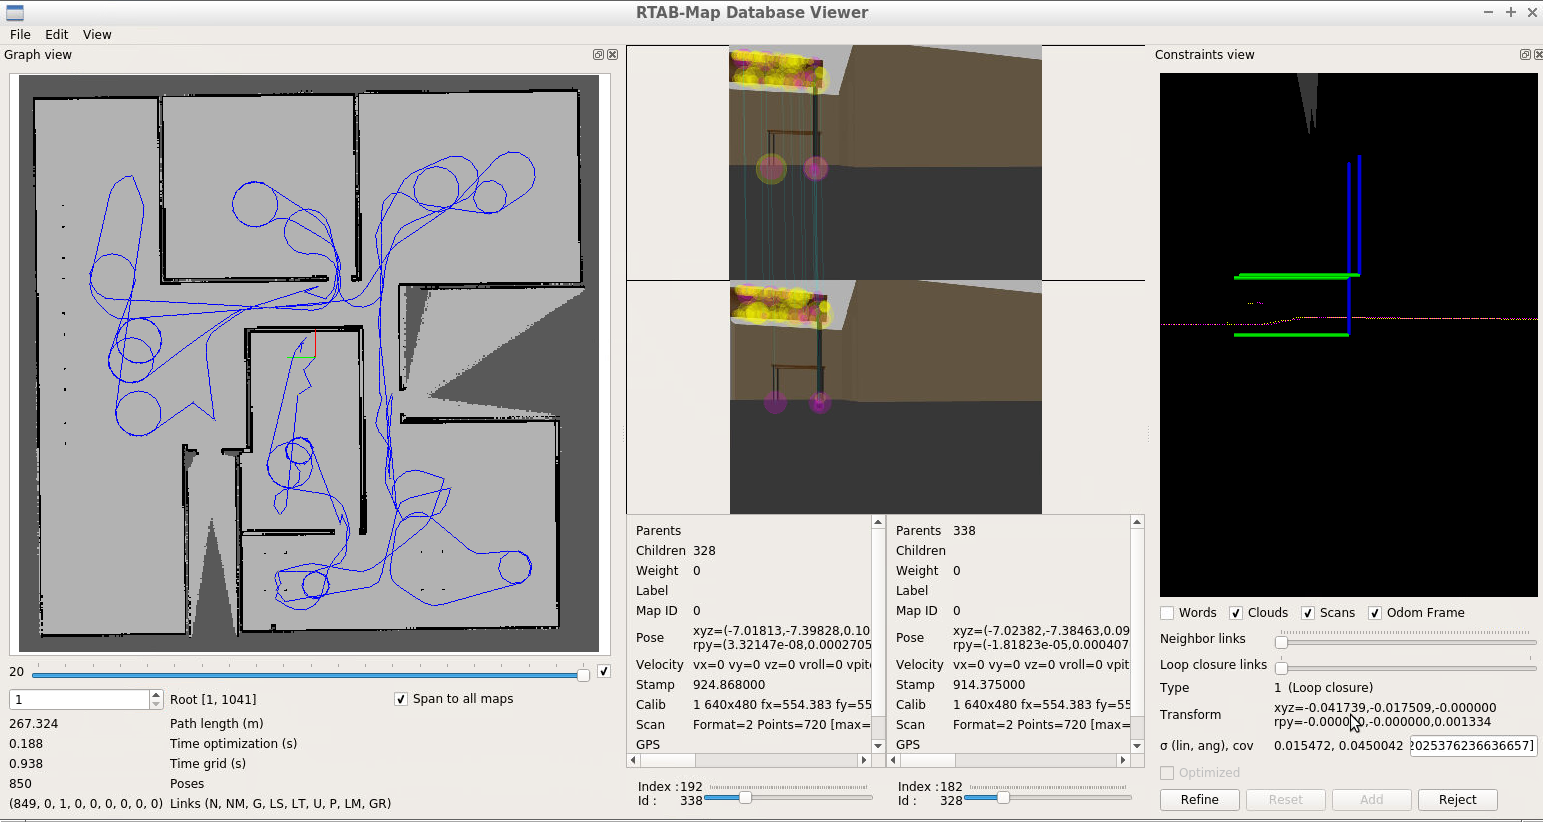 RTAB-Map Database Viewer
File Edit View
Graph view
20
1 Root [1, 1041] Span to all maps
267.324 Path length (m)
0.188 Time optimization (s)
0.938 Time grid (s)
850 Poses
(849, 0, 1, 0, 0, 0, 0, 0, 0) Links (N, NM, G, LS, LT, U, P, LM, GR)
Parents
Children 328
Weight 0
Label
Map ID 0
Pose xyz=(-7.01813,-7.39828,0.10
rpy=(3.32147e-08,0.0002705
Velocity vx=0 vy=0 vz=0 vroll=0 vpit
Stamp 924.868000
Calib 1 640x480 fx=554.383 fy=55
Scan Format=2 Points=720 [max=
GPS
Index :192
Id : 338
Parents 338
Children
Weight 0
Label
Map ID 0
Pose xyz=(-7.02382,-7.38463,0.09
rpy=(-1.81823e-05,0.000407
Velocity vx=0 vy=0 vz=0 vroll=0 vpit
Stamp 914.375000
Calib 1 640x480 fx=554.383 fy=55
Scan Format=2 Points=720 [max=
GPS
Index :182
Id : 328
Constraints view
Words Clouds Scans Odom Frame
Neighbor links
Loop closure links
Type 1 (Loop closure)
Transform xyz=-0.041739,-0.017509,-0.000000
rpy=-0.000000,-0.000000,0.001334
σ (lin, ang), cov 0.015472, 0.0450042 2025376236636657]
Optimized
Refine Reset Add Reject